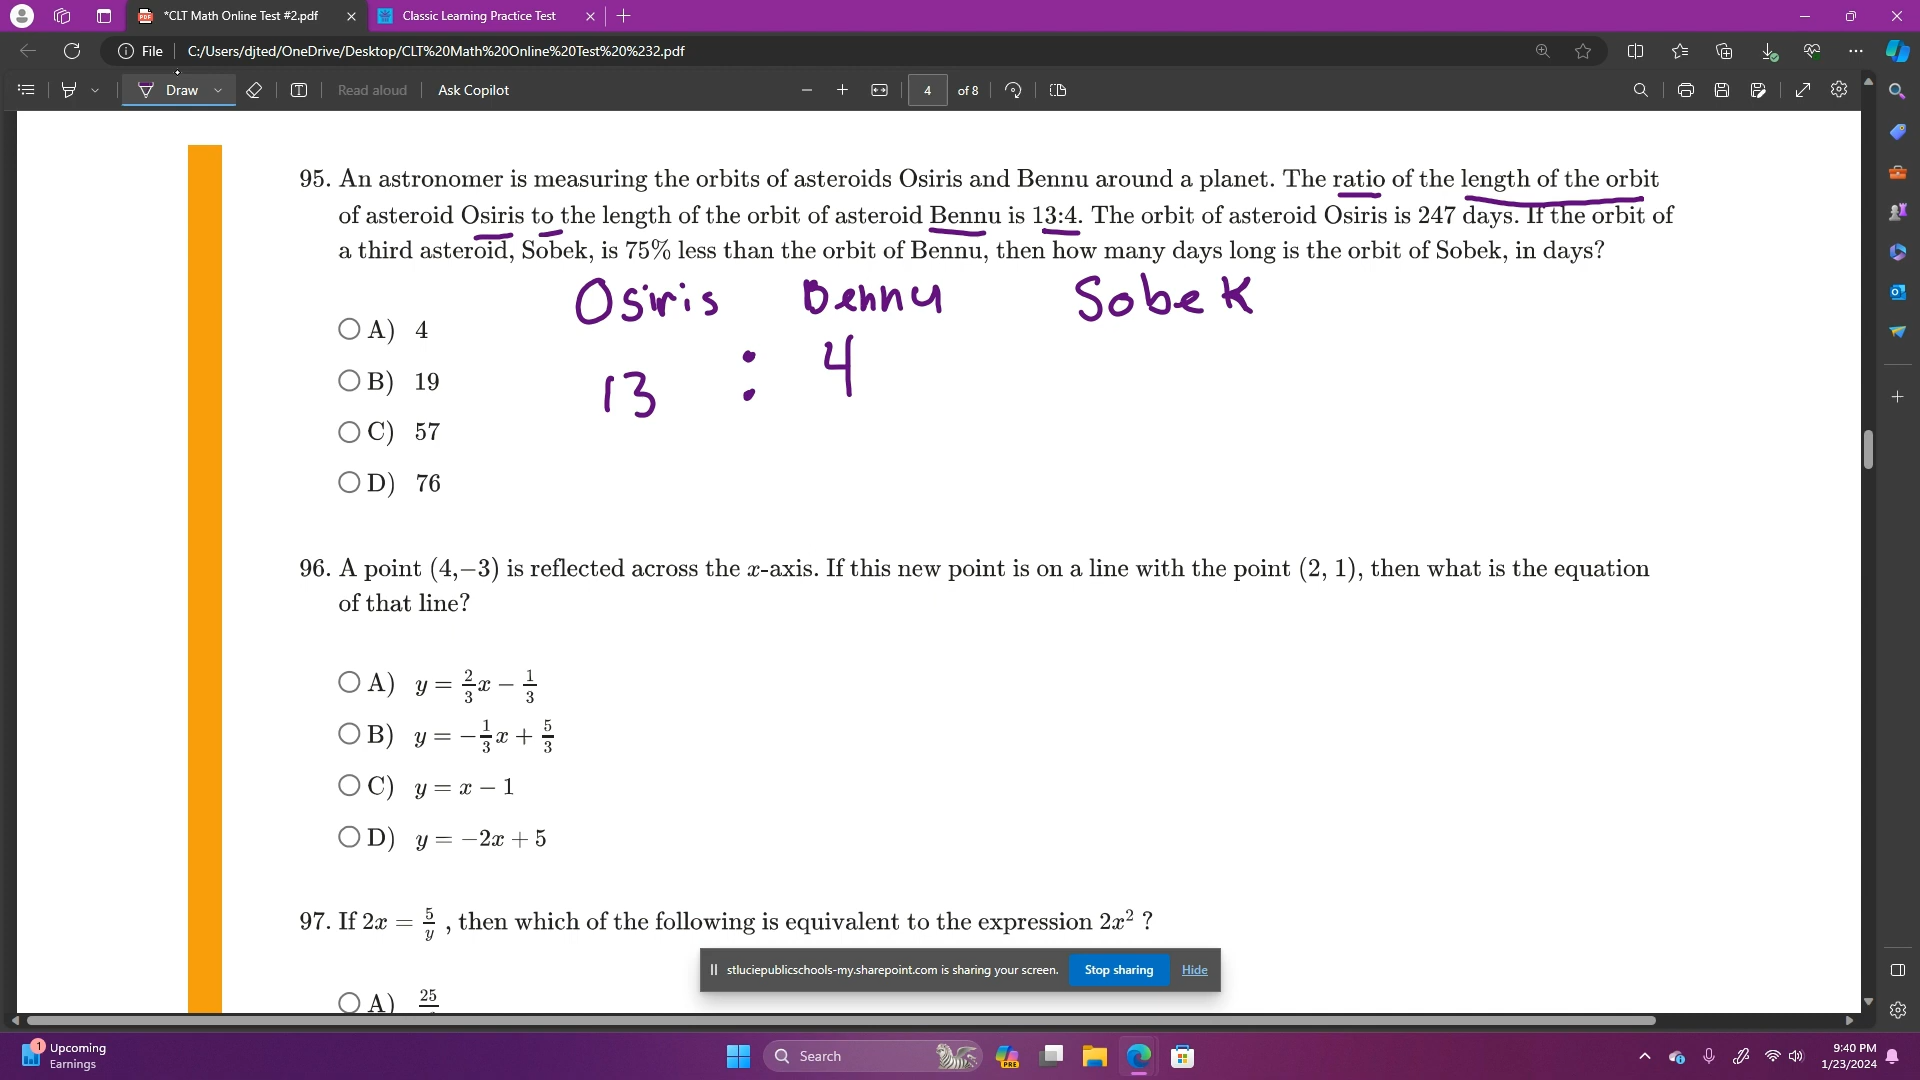 *CLT Math Online Test #2.pdf
Classic Learning Practice Test
File
C:/Users/djted/OneDrive/Desktop/CLT%20Math%20Online%20Test%20%232.pdf
Draw
Read aloud
Ask Copilot
4 of 8
95. An astronomer is measuring the orbits of asteroids Osiris and Bennu around a planet. The ratio of the length of the orbit
of asteroid Osiris to the length of the orbit of asteroid Bennu is 13:4. The orbit of asteroid Osiris is 247 days. If the orbit of
a third asteroid, Sobek, is 75% less than the orbit of Bennu, then how many days long is the orbit of Sobek, in days?
Osiris Bennu Sobek
13 : 4
A) 4
B) 19
C) 57
D) 76
96. A point (4,−3) is reflected across the x-axis. If this new point is on a line with the point (2, 1), then what is the equation
of that line?
A) y = 2/3 x − 1/3
B) y = −1/3 x + 5/3
C) y = x − 1
D) y = −2x + 5
97. If 2x = 5/y , then which of the following is equivalent to the expression 2x² ?
A) 25
stluciepublicschools-my.sharepoint.com is sharing your screen.
Stop sharing
Hide
1
Upcoming
Earnings
Search
PRE
9:40 PM
1/23/2024